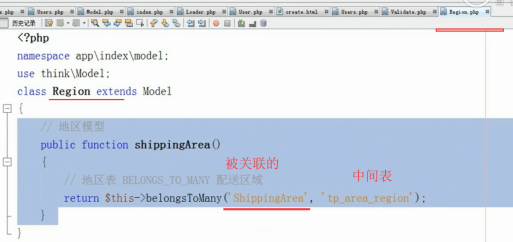 x.php Users.php Model.php index.php Loader.php User.php create.html Users.php Validate.php Region.php
历史记录
<?php
namespace app\index\model;
use think\Model;
class Region extends Model
{
// 地区模型
public function shippingArea()
被关联的
中间表
{
// 地区表 BELONGS_TO_MANY 配送区域
return $this->belongsToMany('ShippingArea', 'tp_area_region');
}
}